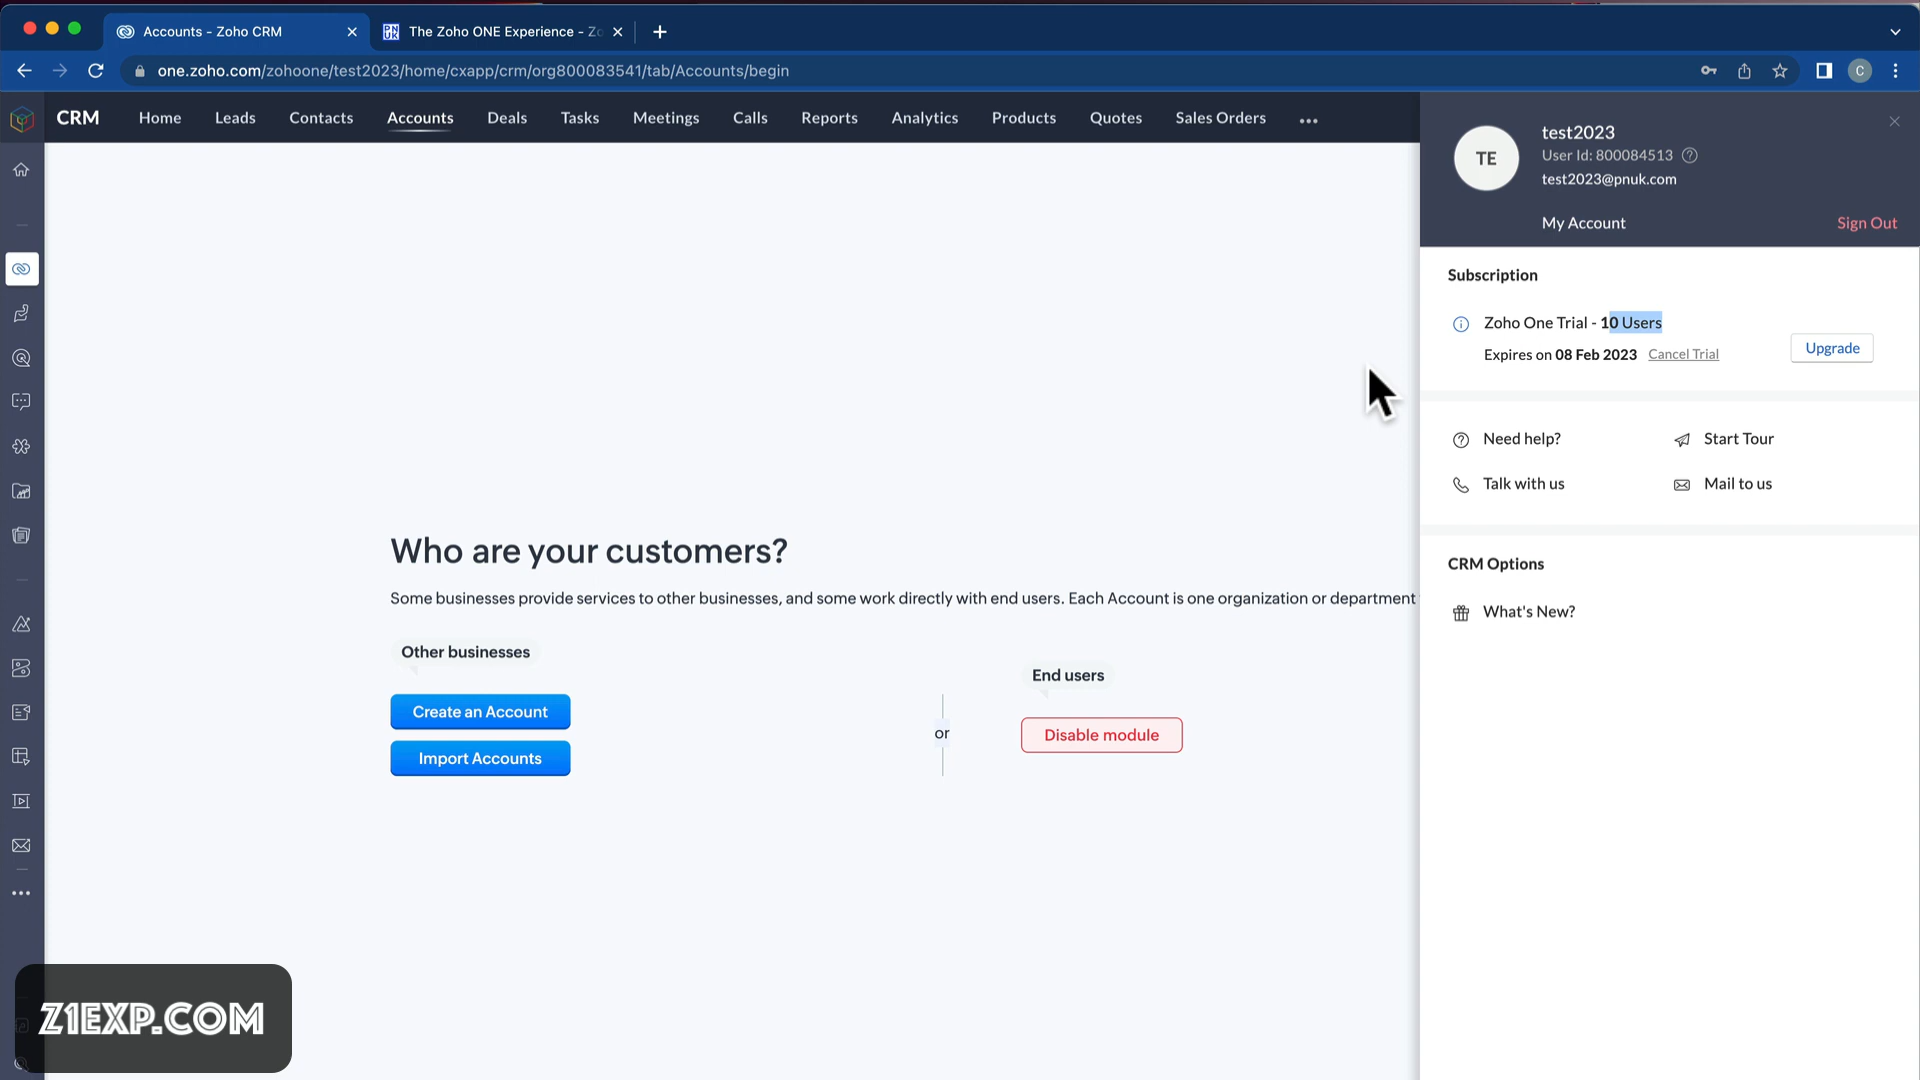 Accounts - Zoho CRM
The Zoho ONE Experience - Zo
one.zoho.com/zohoone/test2023/home/cxapp/crm/org800083541/tab/Accounts/begin
C
CRM Home Leads Contacts Accounts Deals Tasks Meetings Calls Reports Analytics Products Quotes Sales Orders
TE
test2023
User Id: 800084513
test2023@pnuk.com
My Account
Sign Out
Subscription
Zoho One Trial - 10 Users
Expires on 08 Feb 2023 Cancel Trial
Upgrade
Need help?
Start Tour
Talk with us
Mail to us
CRM Options
What's New?
Who are your customers?
Some businesses provide services to other businesses, and some work directly with end users. Each Account is one organization or department
Other businesses
Create an Account
Import Accounts
or
End users
Disable module
Z1EXP.COM